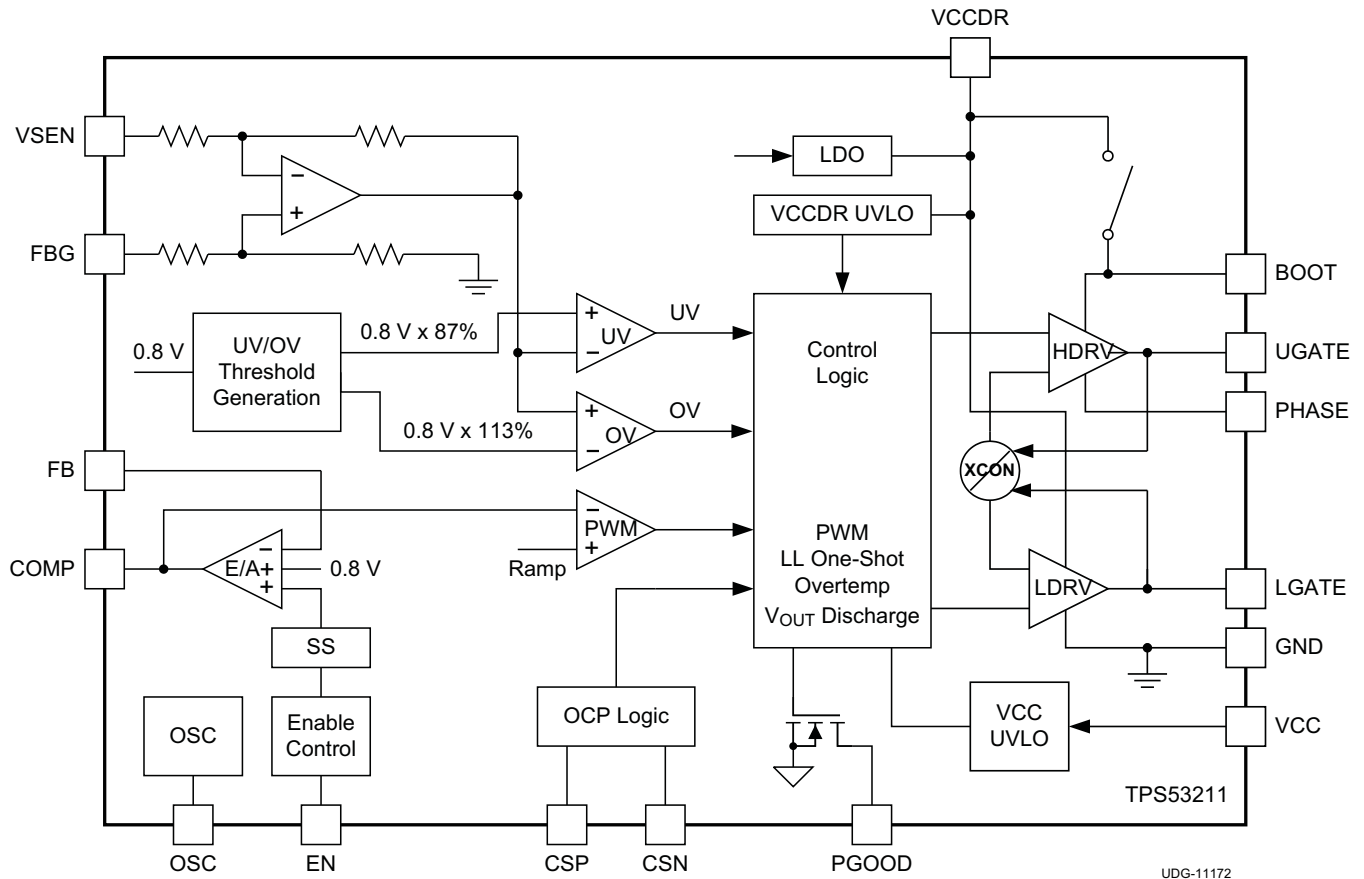 VCCDR
VSEN
LDO
VCCDR UVLO
−
+
FBG
BOOT
0.8 V
UV/OV
Threshold
Generation
0.8 V x 87%
0.8 V x 113%
+
UV
−
UV
+
OV
−
OV
Control
Logic
HDRV
UGATE
PHASE
XCON
FB
COMP
−
E/A+
+
0.8 V
−
PWM
+
Ramp
PWM
LL One-Shot
Overtemp
VOUT Discharge
LDRV
LGATE
GND
SS
OSC
Enable
Control
OCP Logic
VCC
UVLO
VCC
TPS53211
OSC
EN
CSP
CSN
PGOOD
UDG-11172